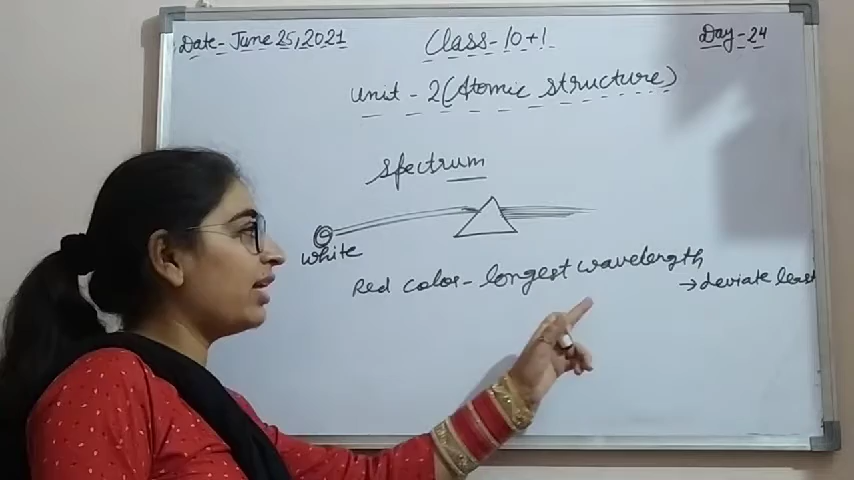 Date- June 25, 2021 Class-10+1 Day-24
Unit-2(Atomic structure)
Spectrum
white
Red color- longest wavelength
→deviate least